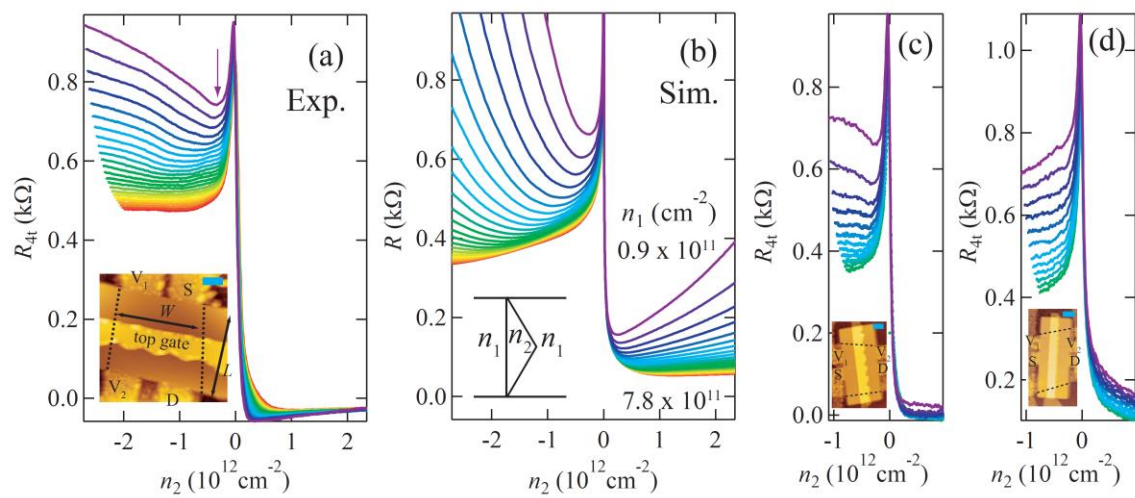 (a)
Exp.
R4t (kΩ)
0.8
0.6
0.4
0.2
0.0
V1
S
W
top gate
L
V2
D
-2
-1
0
1
2
n2 (10^12 cm^-2)
(b)
Sim.
R (kΩ)
0.8
0.6
0.4
0.2
0.0
n1 (cm^-2)
0.9 x 10^11
n1
n2
n1
7.8 x 10^11
-2
-1
0
1
2
n2 (10^12 cm^-2)
(c)
R4t (kΩ)
0.8
0.6
0.4
0.2
0.0
V1
V2
S
D
-1
0
n2 (10^12 cm^-2)
(d)
R4t (kΩ)
1.0
0.8
0.6
0.4
0.2
V1
V2
S
D
-1
0
n2 (10^12 cm^-2)